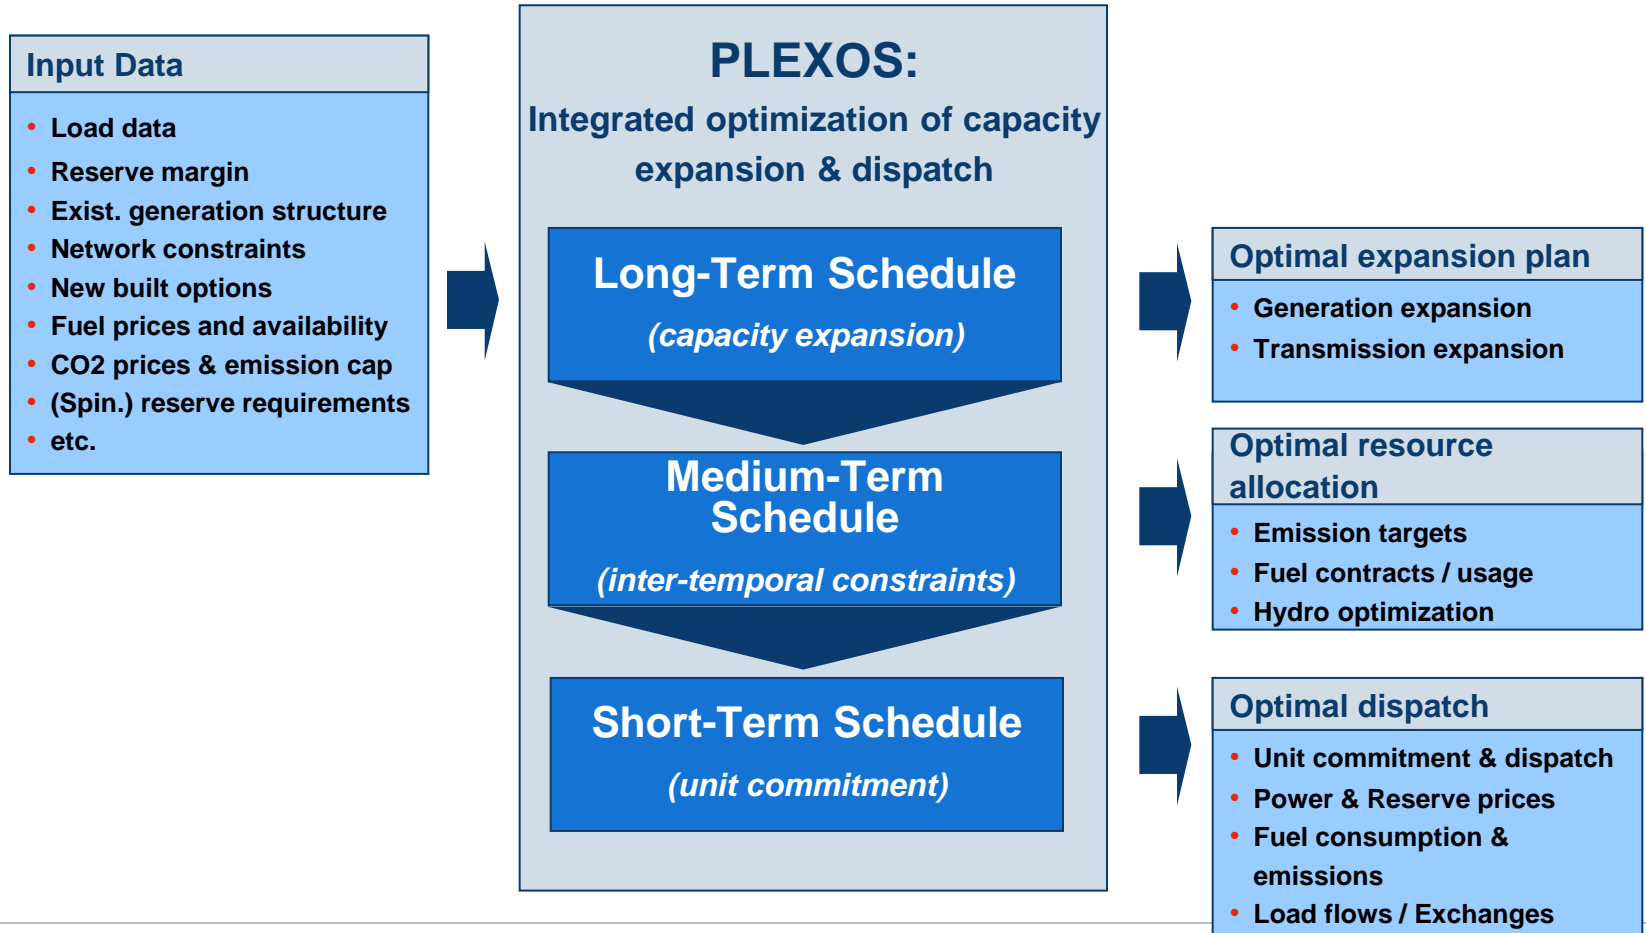 Input Data
• Load data
• Reserve margin
• Exist. generation structure
• Network constraints
• New built options
• Fuel prices and availability
• CO2 prices & emission cap
• (Spin.) reserve requirements
• etc.
PLEXOS:
Integrated optimization of capacity
expansion & dispatch
Long-Term Schedule
(capacity expansion)
Medium-Term
Schedule
(inter-temporal constraints)
Short-Term Schedule
(unit commitment)
Optimal expansion plan
• Generation expansion
• Transmission expansion
Optimal resource
allocation
• Emission targets
• Fuel contracts / usage
• Hydro optimization
Optimal dispatch
• Unit commitment & dispatch
• Power & Reserve prices
• Fuel consumption &
emissions
• Load flows / Exchanges